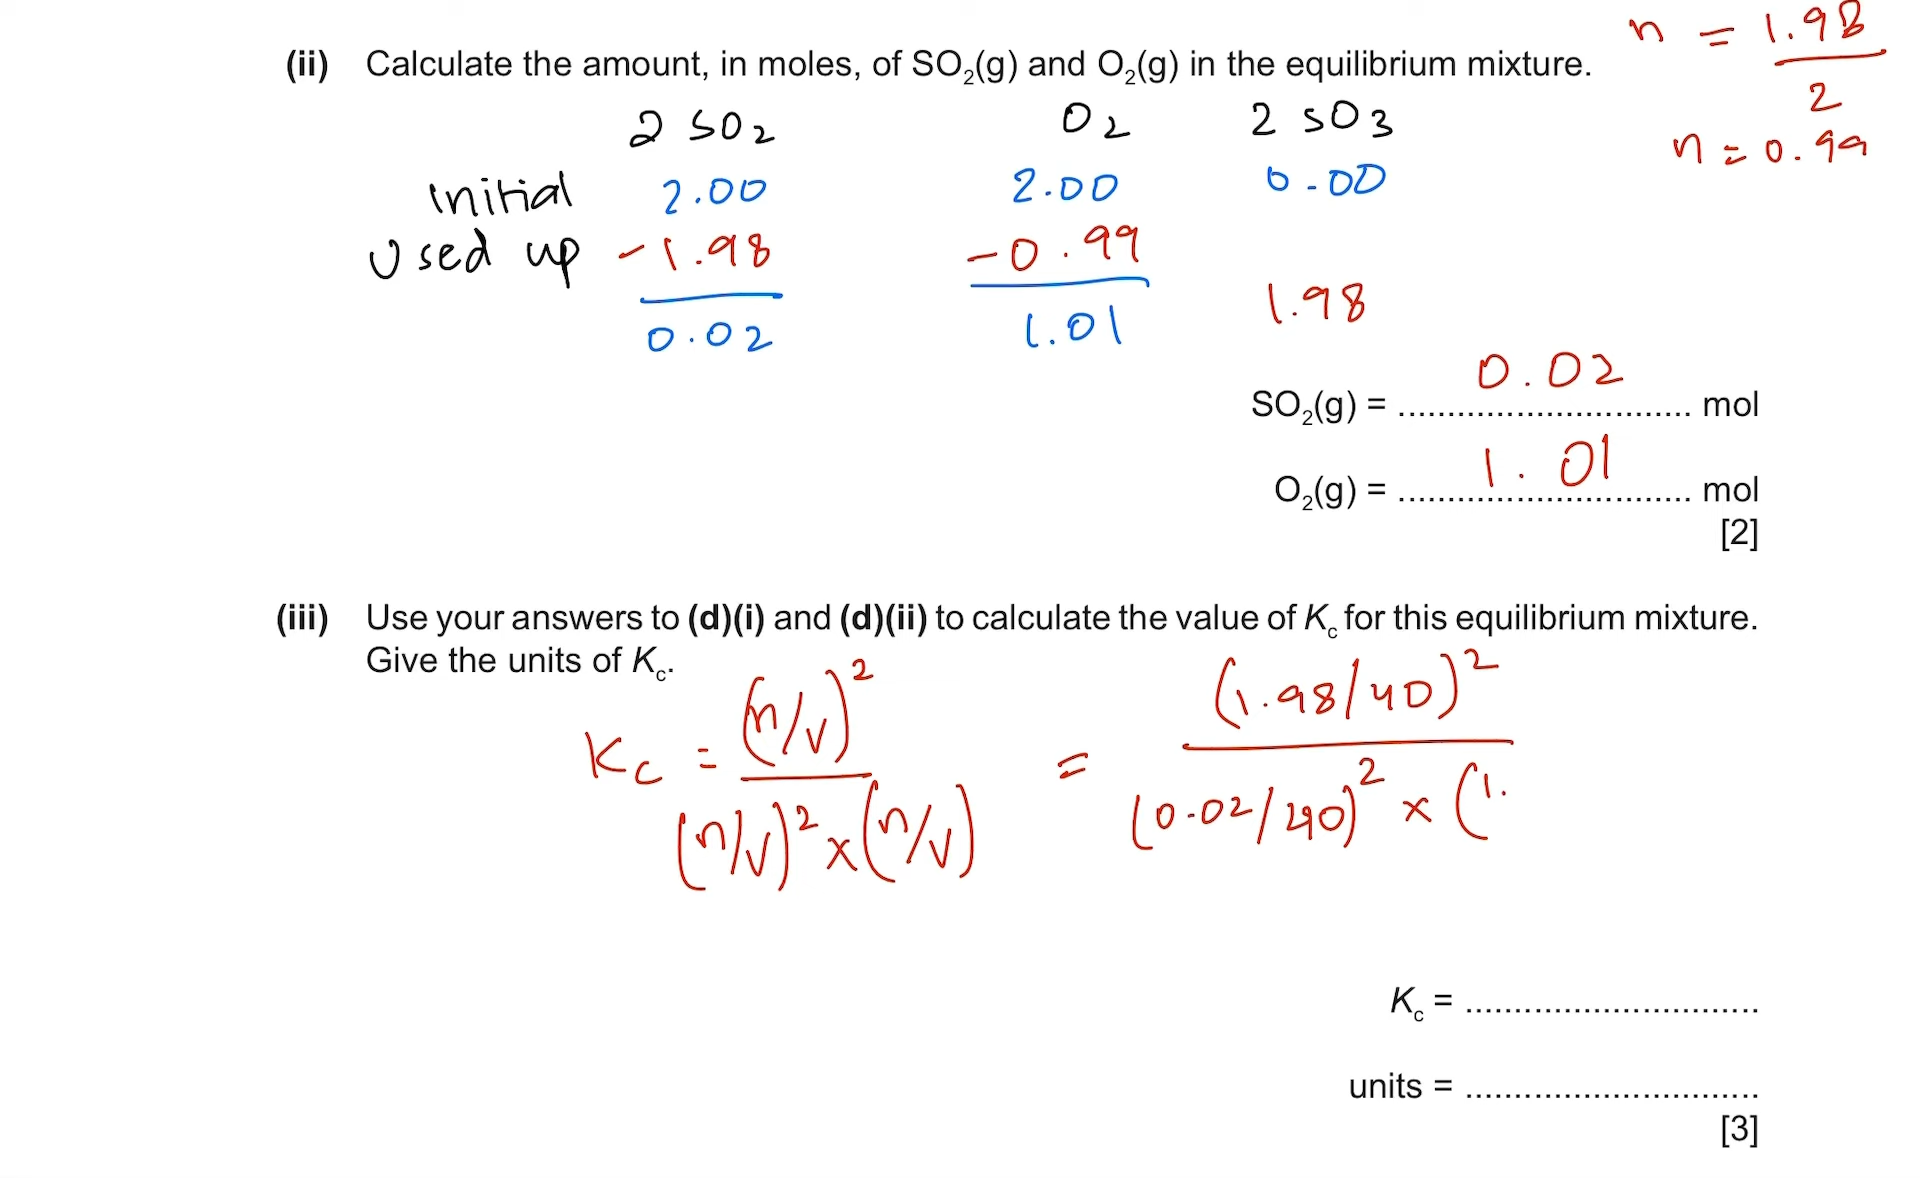 n = 1.98
(ii) Calculate the amount, in moles, of SO₂(g) and O₂(g) in the equilibrium mixture.
2
2 SO₂ O₂ 2 SO₃
n = 0.99
initial 2.00 2.00 0.00
Used up -1.98 -0.99
1.98
0.02 1.01
0.02
SO₂(g) = ............................. mol
1.01
O₂(g) = ............................. mol
[2]
(iii) Use your answers to (d)(i) and (d)(ii) to calculate the value of K꜀ for this equilibrium mixture.
Give the units of K꜀.
Kc = (n/v)² / (n/v)² × (n/v) = (1.98/40)² / (0.02/40)² × (1.
K꜀ = .............................
units = .............................
[3]